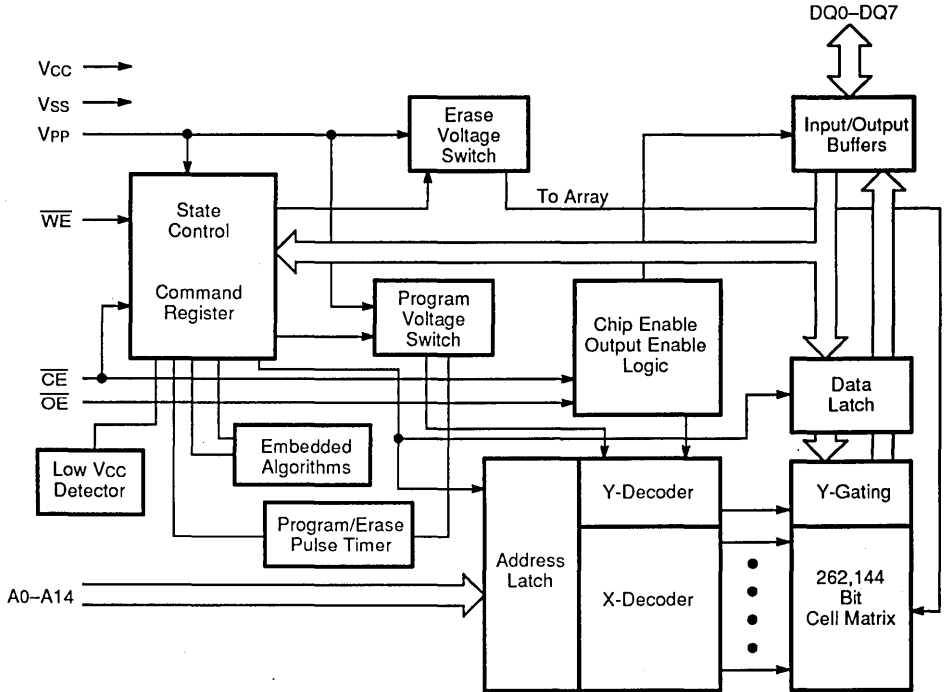 DQ0–DQ7
VCC
VSS
VPP
Erase
Voltage
Switch
Input/Output
Buffers
To Array
WE
State
Control
Command
Register
Program
Voltage
Switch
Chip Enable
Output Enable
Logic
CE
OE
Data
Latch
Embedded
Algorithms
Low VCC
Detector
Program/Erase
Pulse Timer
Address
Latch
Y-Decoder
Y-Gating
A0–A14
X-Decoder
262,144
Bit
Cell Matrix